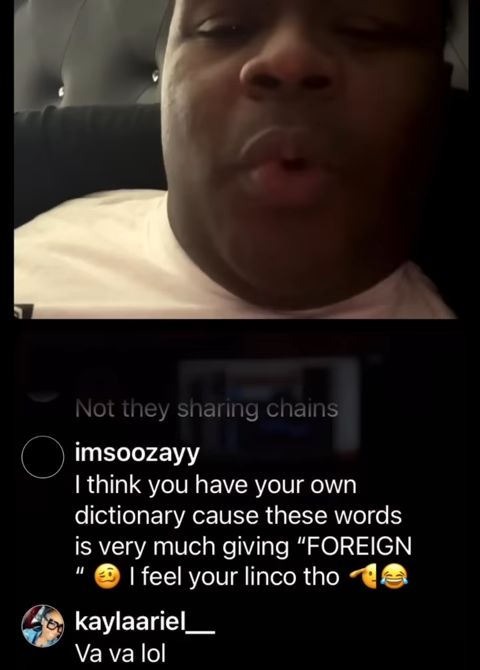 Not they sharing chains
imsoozayy
I think you have your own
dictionary cause these words
is very much giving “FOREIGN
“ 🥴 I feel your linco tho 🫡😂
kaylaariel__
Va va lol